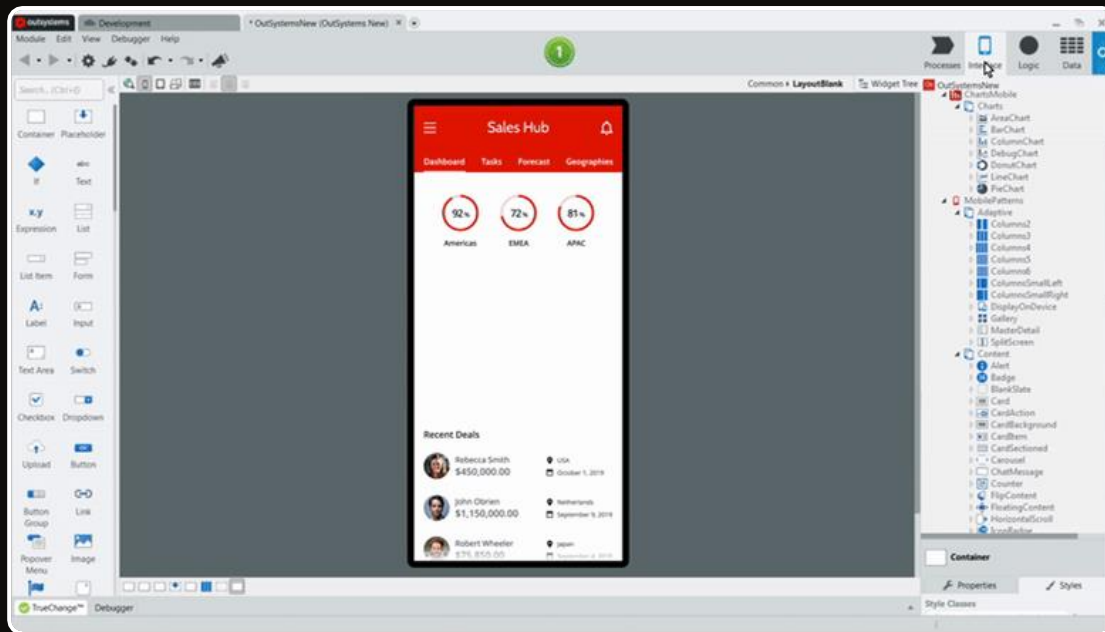 outsystems
Development
* OutSystemsNew (OutSystems New)
Module Edit View Debugger Help
1
Processes Interface Logic Data
Search... (Ctrl+E)
Common LayoutBlank
Widget Tree
OutSystemsNew
ChartsMobile
Charts
AreaChart
BarChart
ColumnChart
DebugChart
DonutChart
LineChart
PieChart
MobilePatterns
Adaptive
Columns2
Columns3
Columns4
Columns5
Columns6
ColumnsSmallLeft
ColumnsSmallRight
DisplayOnDevice
Gallery
MasterDetail
SplitScreen
Content
Alert
Badge
BlankSlate
Card
CardAction
CardBackground
CardItem
CardSectioned
Carousel
ChatMessage
Counter
FlipContent
FloatingContent
HorizontalScroll
IconBadge
Container Placeholder
If Text
x.y
Expression List
List Item Form
Label Input
Text Area Switch
Checkbox Dropdown
Upload Button
Button Group Link
Popover Menu Image
Sales Hub
Dashboard Tasks Forecast Geographies
92% 72% 81%
Americas EMEA APAC
Recent Deals
Rebecca Smith USA
$450,000.00 October 1, 2019
John Obrien Netherlands
$1,150,000.00 September 9, 2019
Robert Wheeler Japan
$75,850.00
Container
Properties Styles
Style Classes
TrueChange™ Debugger